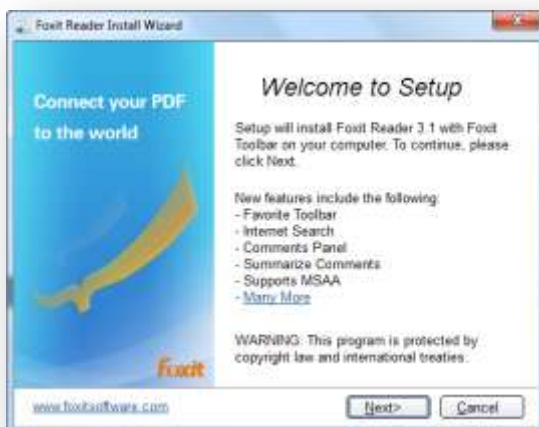 Foxit Reader Install Wizard
Connect your PDF
to the world
Foxit
Welcome to Setup
Setup will install Foxit Reader 3.1 with Foxit
Toolbar on your computer. To continue, please
click Next.
New features include the following:
- Favorite Toolbar
- Internet Search
- Comments Panel
- Summarize Comments
- Supports MSAA
- Many More
WARNING: This program is protected by
copyright law and international treaties.
www.foxitsoftware.com
Next>
Cancel